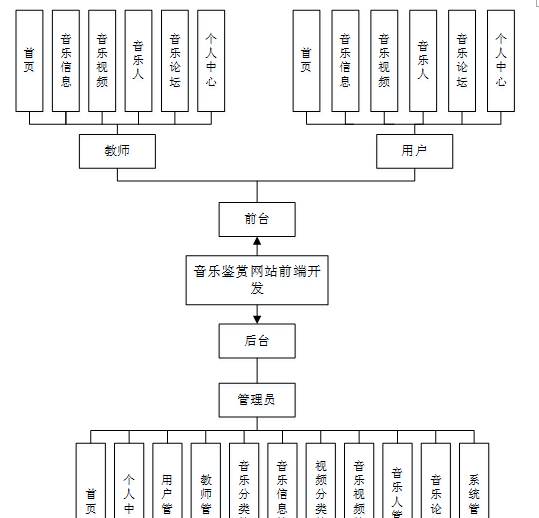 首页
音乐信息
音乐视频
音乐人
音乐论坛
个人中心
首页
音乐信息
音乐视频
音乐人
音乐论坛
个人中心
教师
用户
前台
音乐鉴赏网站前端开
发
后台
管理员
首页
个人中
用户管
教师管
音乐分类
音乐信息
视频分类
音乐视频
音乐人管
音乐论
系统管